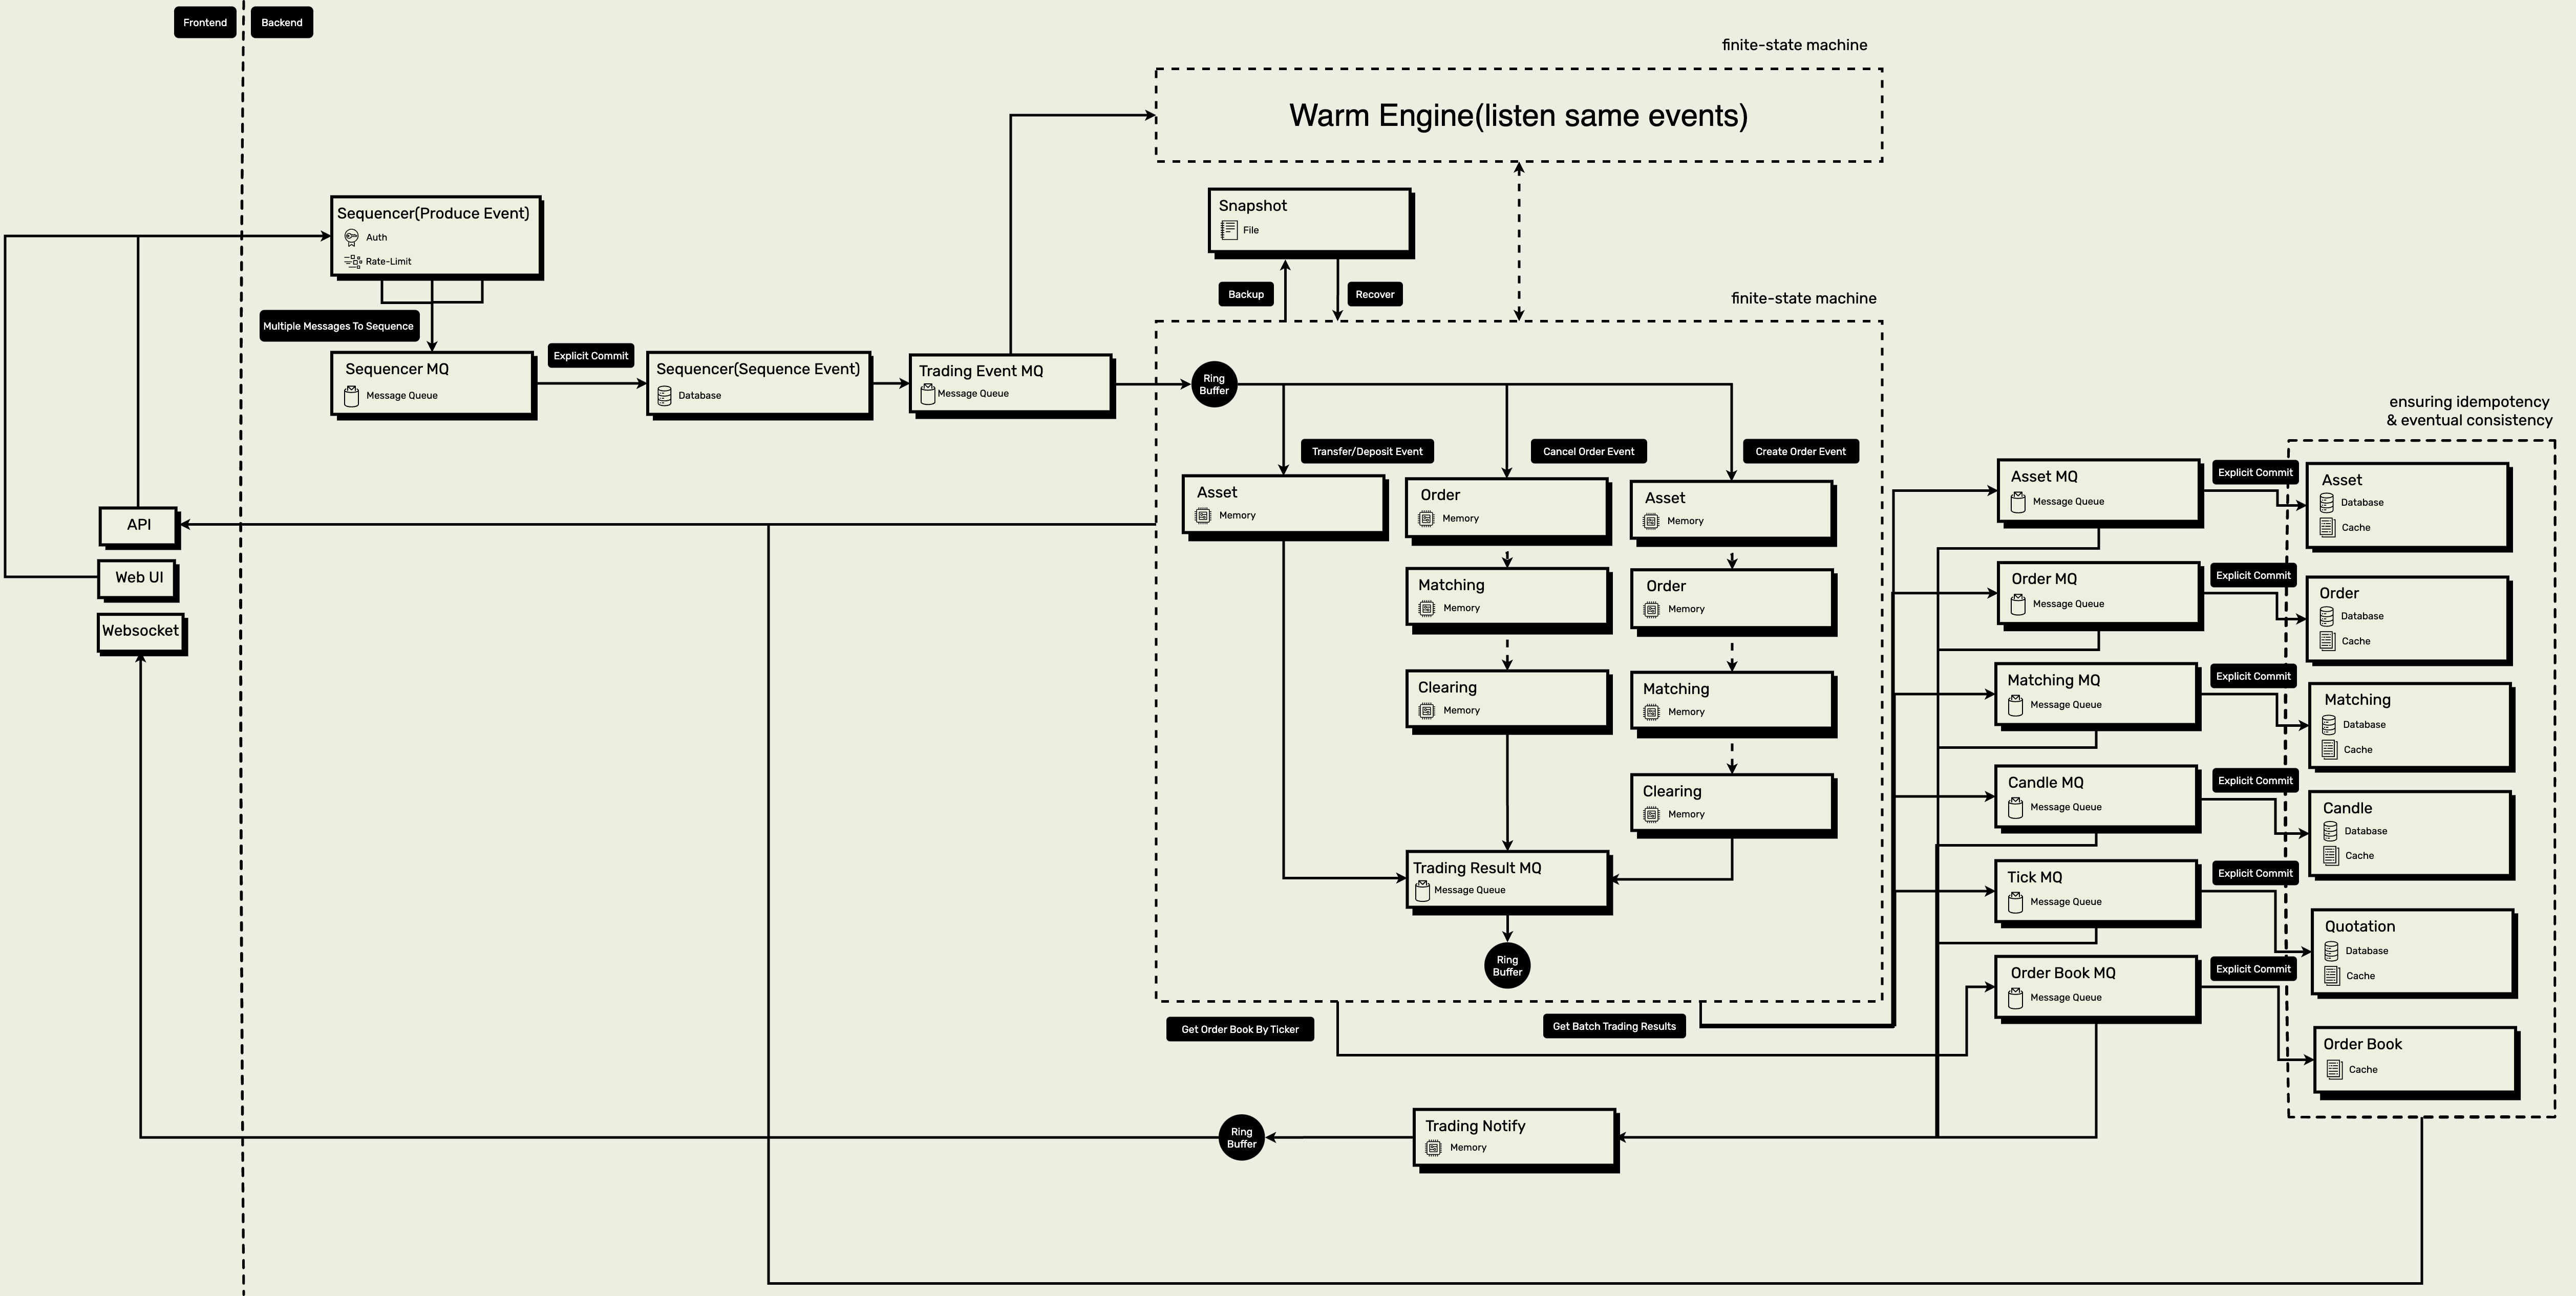 Frontend
Backend
finite-state machine
Warm Engine(listen same events)
Sequencer(Produce Event)
Auth
Rate-Limit
Multiple Messages To Sequence
Sequencer MQ
Message Queue
Explicit Commit
Sequencer(Sequence Event)
Database
Trading Event MQ
Message Queue
Snapshot
File
Backup
Recover
finite-state machine
Ring
Buffer
Transfer/Deposit Event
Cancel Order Event
Create Order Event
Asset
Memory
Order
Memory
Matching
Memory
Clearing
Memory
Asset
Memory
Order
Memory
Matching
Memory
Clearing
Memory
Trading Result MQ
Message Queue
Ring
Buffer
Get Order Book By Ticker
Get Batch Trading Results
API
Web UI
Websocket
Asset MQ
Message Queue
Order MQ
Message Queue
Matching MQ
Message Queue
Candle MQ
Message Queue
Tick MQ
Message Queue
Order Book MQ
Message Queue
Explicit Commit
Explicit Commit
Explicit Commit
Explicit Commit
Explicit Commit
Explicit Commit
ensuring idempotency
& eventual consistency
Asset
Database
Cache
Order
Database
Cache
Matching
Database
Cache
Candle
Database
Cache
Quotation
Database
Cache
Order Book
Cache
Trading Notify
Memory
Ring
Buffer